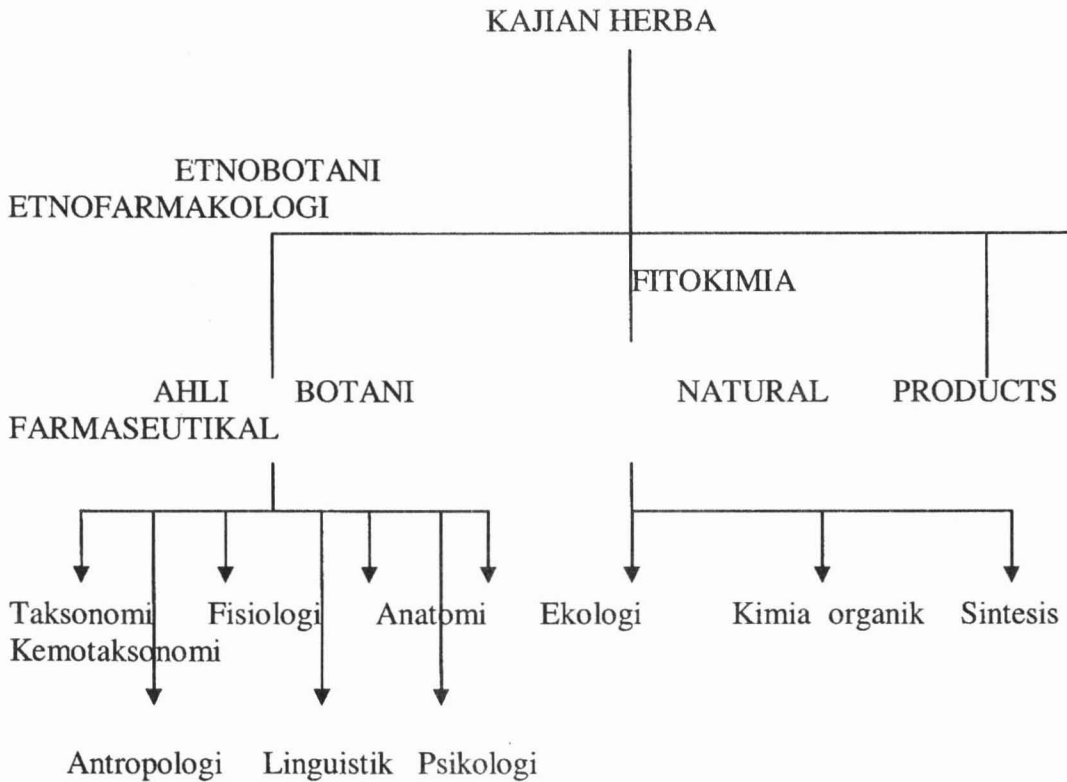 KAJIAN HERBA
ETNOBOTANI
ETNOFARMAKOLOGI
FITOKIMIA
AHLI BOTANI NATURAL PRODUCTS
FARMASEUTIKAL
Taksonomi Fisiologi Anatomi Ekologi Kimia organik Sintesis
Kemotaksonomi
Antropologi Linguistik Psikologi